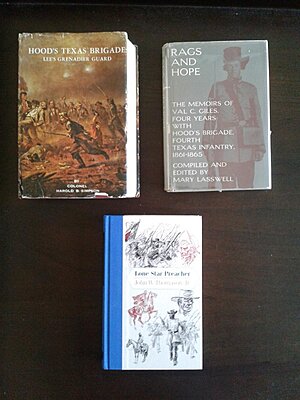 HOOD'S TEXAS BRIGADE
LEE'S GRENADIER GUARD
BY
COLONEL
HAROLD B. SIMPSON
RAGS
AND
HOPE
THE MEMOIRS OF
VAL C. GILES,
FOUR YEARS
WITH
HOOD'S BRIGADE,
FOURTH
TEXAS INFANTRY,
1861-1865
COMPILED AND
EDITED BY
MARY LASSWELL
Lone Star Preacher
John W. Thomason, Jr.